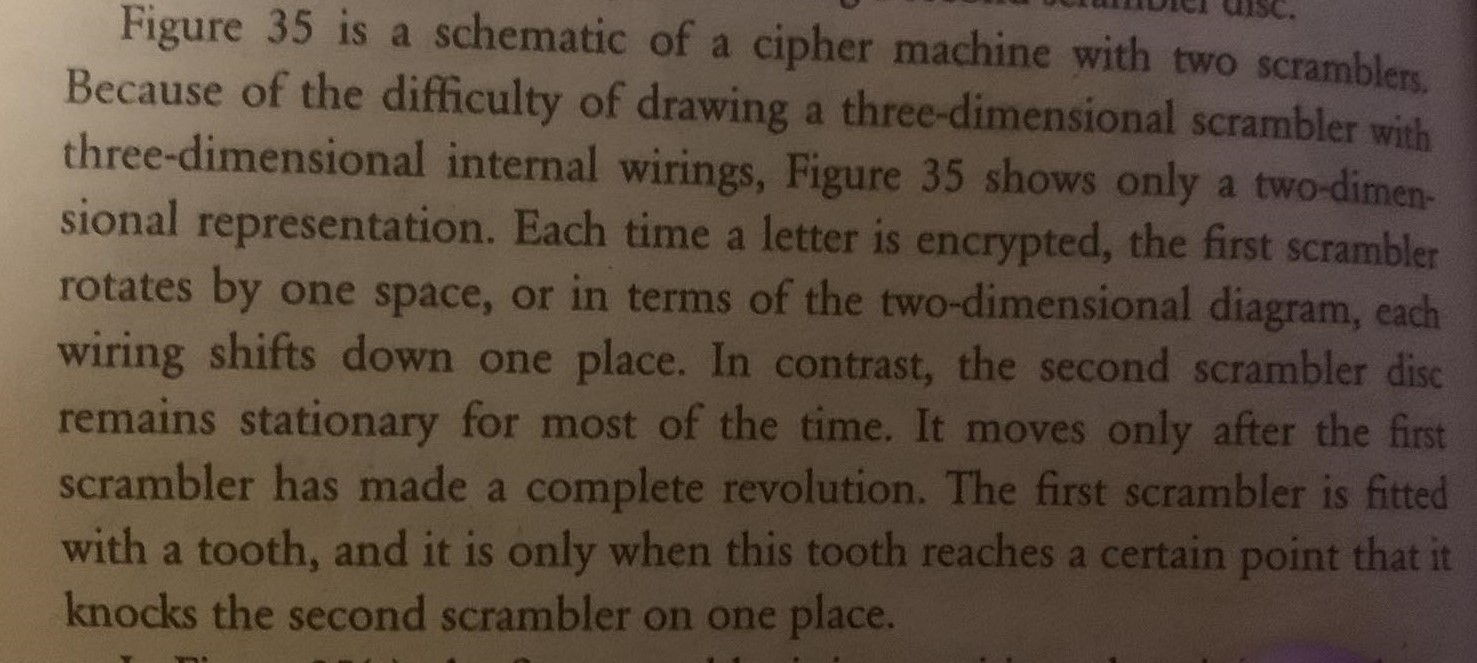 disc.
Figure 35 is a schematic of a cipher machine with two scramblers.
Because of the difficulty of drawing a three-dimensional scrambler with
three-dimensional internal wirings, Figure 35 shows only a two-dimen-
sional representation. Each time a letter is encrypted, the first scrambler
rotates by one space, or in terms of the two-dimensional diagram, each
wiring shifts down one place. In contrast, the second scrambler disc
remains stationary for most of the time. It moves only after the first
scrambler has made a complete revolution. The first scrambler is fitted
with a tooth, and it is only when this tooth reaches a certain point that it
knocks the second scrambler on one place.